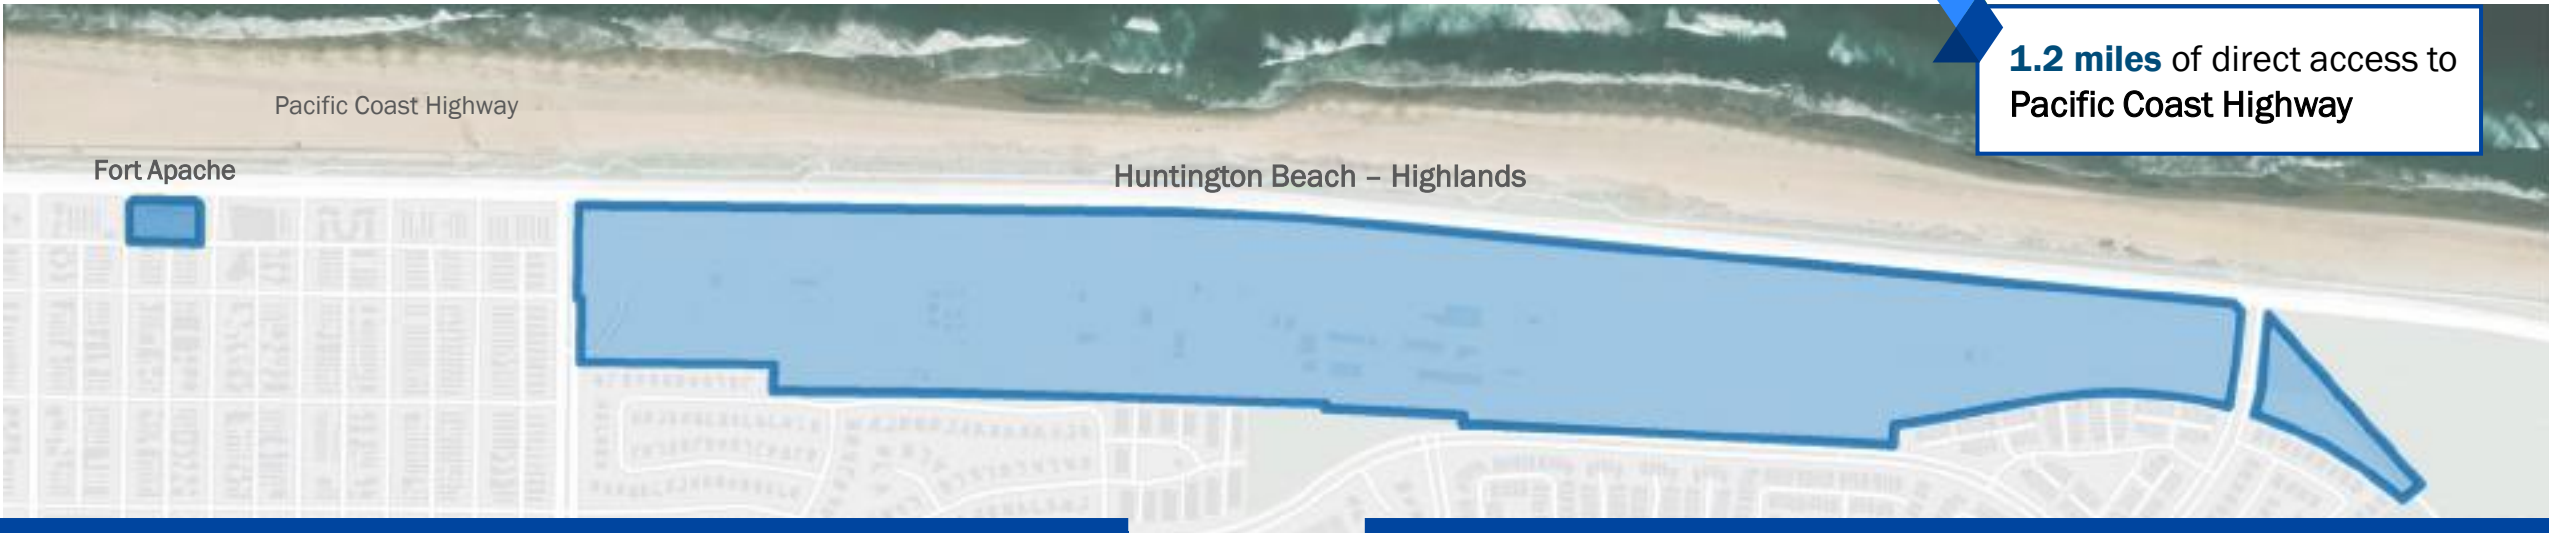 1.2 miles of direct access to
Pacific Coast Highway
Pacific Coast Highway
Fort Apache
Huntington Beach – Highlands